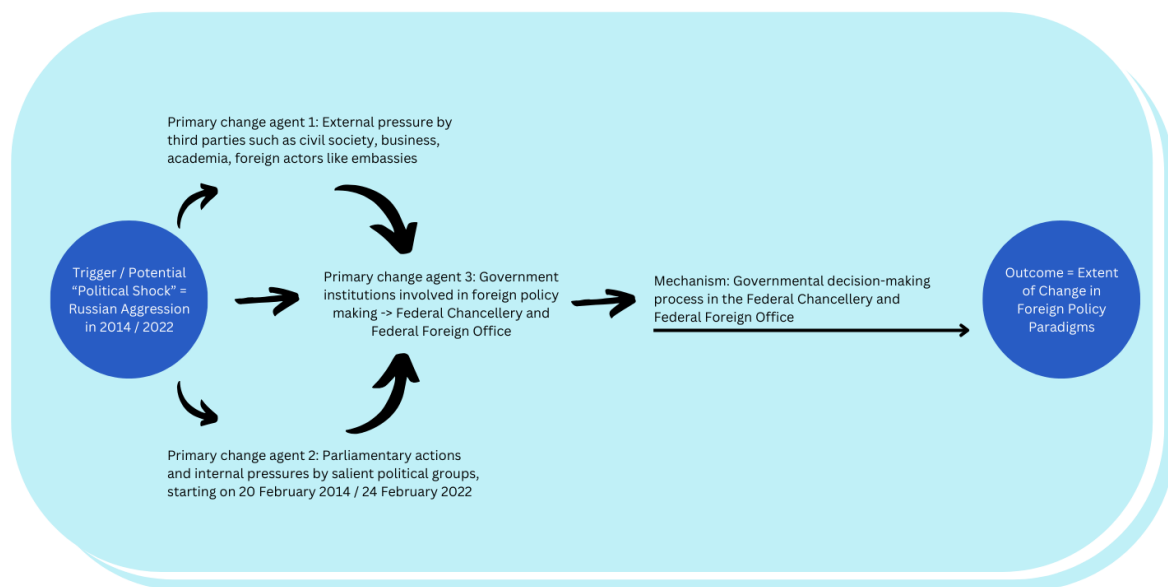 Primary change agent 1: External pressure by
third parties such as civil society, business,
academia, foreign actors like embassies
Trigger / Potential
“Political Shock” =
Russian Aggression
in 2014 / 2022
Primary change agent 3: Government
institutions involved in foreign policy
making -> Federal Chancellery and
Federal Foreign Office
Mechanism: Governmental decision-making
process in the Federal Chancellery and
Federal Foreign Office
Outcome = Extent
of Change in
Foreign Policy
Paradigms
Primary change agent 2: Parliamentary actions
and internal pressures by salient political groups,
starting on 20 February 2014 / 24 February 2022